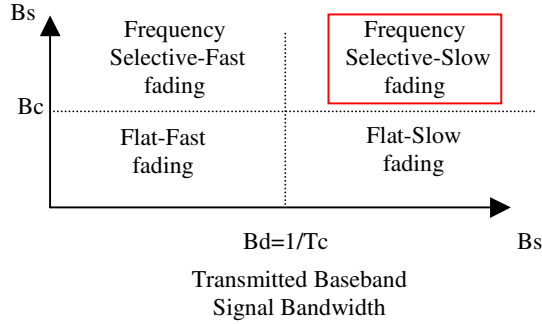 Bs
Frequency
Selective-Fast
fading
Frequency
Selective-Slow
fading
Bc
Flat-Fast
fading
Flat-Slow
fading
Bd=1/Tc
Bs
Transmitted Baseband
Signal Bandwidth